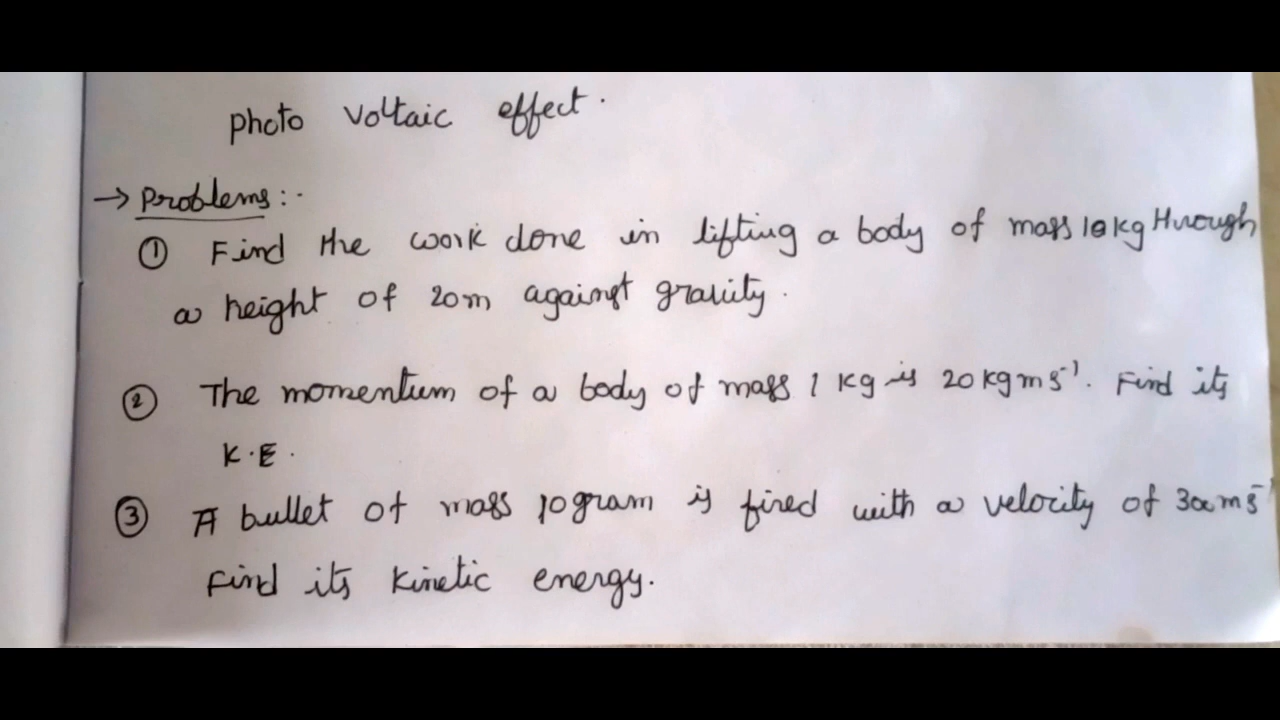 photo voltaic effect.
→ Problems:-
① Find the work done in lifting a body of mass 10kg through
a height of 20m against gravity.
② The momentum of a body of mass 1 kg is 20kgms⁻¹. Find its
K.E.
③ A bullet of mass 10gram is fired with a velocity of 300ms⁻¹
Find its kinetic energy.